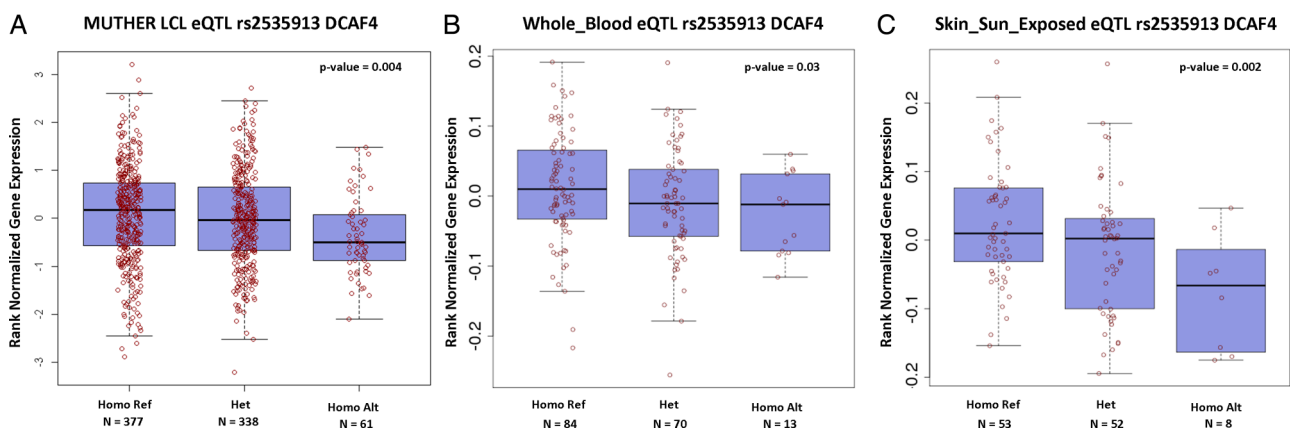 A
MUTHER LCL eQTL rs2535913 DCAF4
p-value = 0.004
Rank Normalized Gene Expression
3
2
1
0
-1
-2
-3
Homo Ref
Het
Homo Alt
N = 377
N = 338
N = 61
B
Whole_Blood eQTL rs2535913 DCAF4
p-value = 0.03
Rank Normalized Gene Expression
0.2
0.1
0.0
-0.1
-0.2
Homo Ref
Het
Homo Alt
N = 84
N = 70
N = 13
C
Skin_Sun_Exposed eQTL rs2535913 DCAF4
p-value = 0.002
Rank Normalized Gene Expression
0.2
0.1
0.0
-0.1
-0.2
Homo Ref
Het
Homo Alt
N = 53
N = 52
N = 8